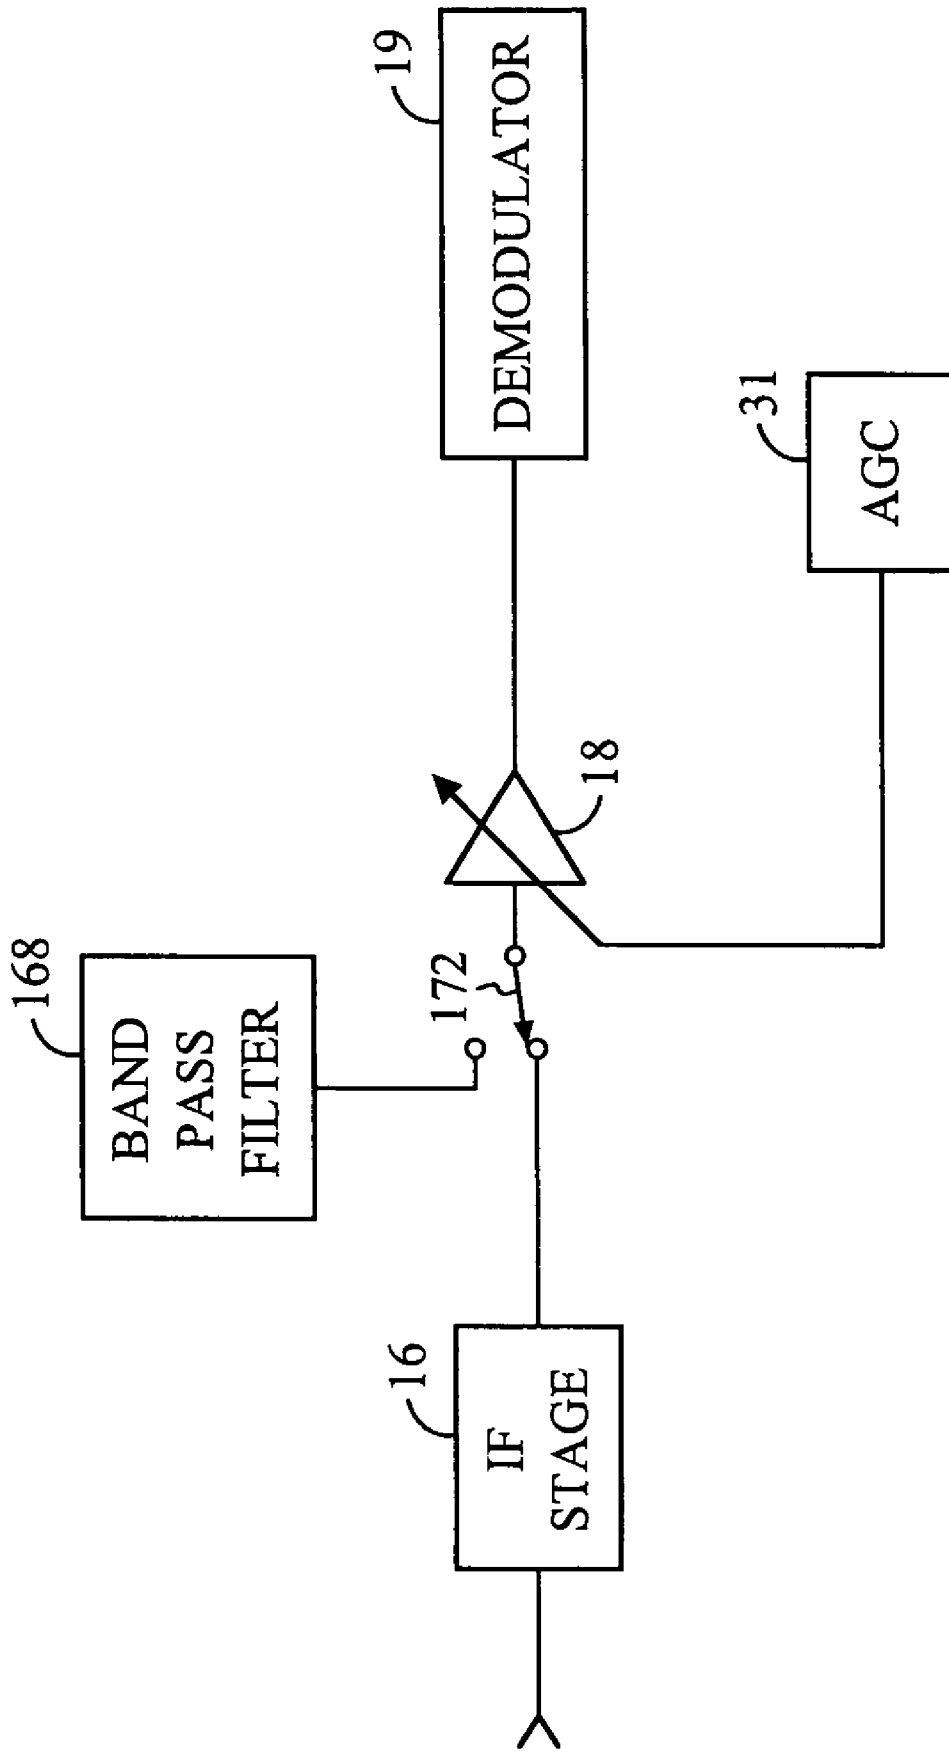 168
BAND
PASS
FILTER
19
DEMODULATOR
16
IF
STAGE
172
18
31
AGC